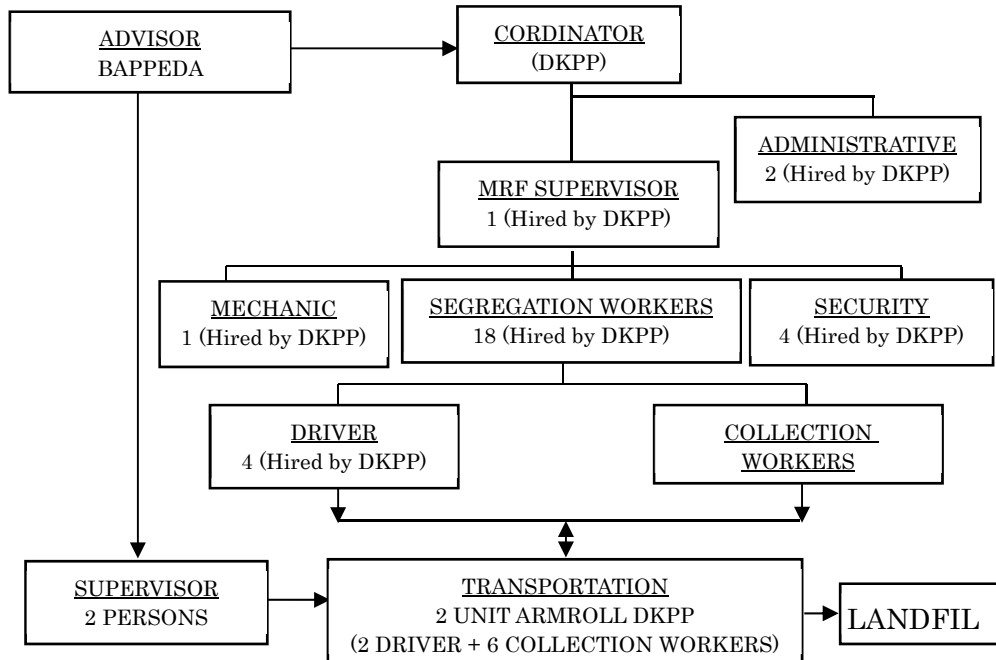 ADVISOR
BAPPEDA
CORDINATOR
(DKPP)
ADMINISTRATIVE
2 (Hired by DKPP)
MRF SUPERVISOR
1 (Hired by DKPP)
MECHANIC
1 (Hired by DKPP)
SEGREGATION WORKERS
18 (Hired by DKPP)
SECURITY
4 (Hired by DKPP)
DRIVER
4 (Hired by DKPP)
COLLECTION
WORKERS
SUPERVISOR
2 PERSONS
TRANSPORTATION
2 UNIT ARMROLL DKPP
(2 DRIVER + 6 COLLECTION WORKERS)
LANDFIL